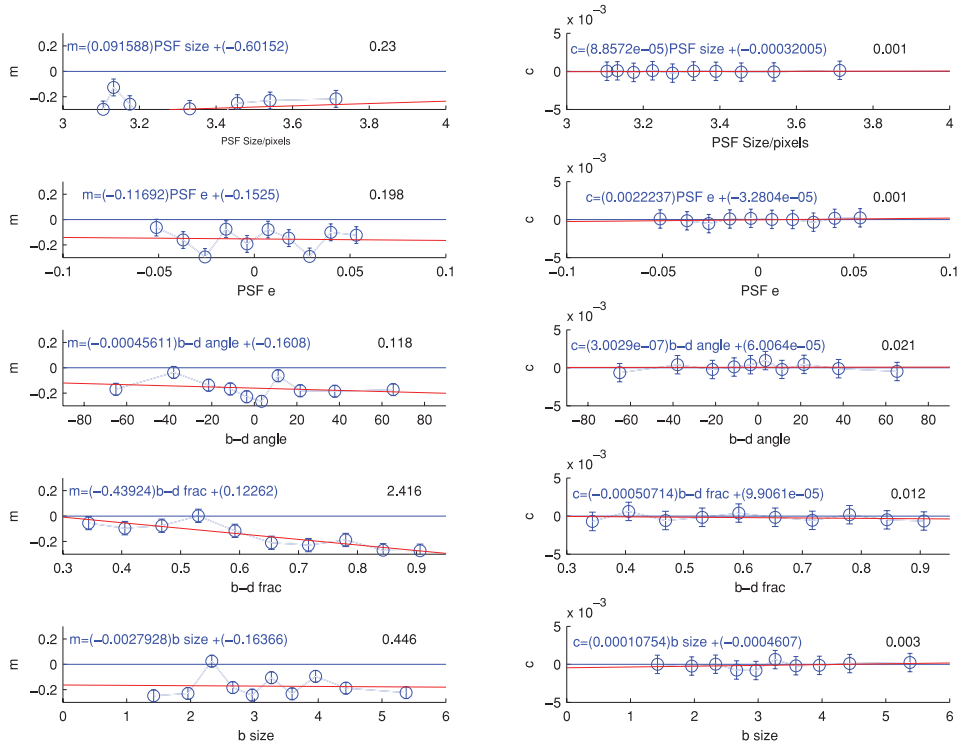 m=(0.091588)PSF size +(−0.60152) 0.23
0.2
0
−0.2
m
3 3.2 3.4 3.6 3.8 4
PSF Size/pixels
x 10−3
c=(8.8572e−05)PSF size +(−0.00032005) 0.001
5
0
−5
c
3 3.2 3.4 3.6 3.8 4
PSF Size/pixels
m=(−0.11692)PSF e +(−0.1525) 0.198
0.2
0
−0.2
m
−0.1 −0.05 0 0.05 0.1
PSF e
x 10−3
c=(0.0022237)PSF e +(−3.2804e−05) 0.001
5
0
−5
c
−0.1 −0.05 0 0.05 0.1
PSF e
m=(−0.00045611)b−d angle +(−0.1608) 0.118
0.2
0
−0.2
m
−80 −60 −40 −20 0 20 40 60 80
b−d angle
x 10−3
c=(3.0029e−07)b−d angle +(6.0064e−05) 0.021
5
0
−5
c
−80 −60 −40 −20 0 20 40 60 80
b−d angle
m=(−0.43924)b−d frac +(0.12262) 2.416
0.2
0
−0.2
m
0.3 0.4 0.5 0.6 0.7 0.8 0.9
b−d frac
x 10−3
c=(−0.00050714)b−d frac +(9.9061e−05) 0.012
5
0
−5
c
0.3 0.4 0.5 0.6 0.7 0.8 0.9
b−d frac
m=(−0.0027928)b size +(−0.16366) 0.446
0.2
0
−0.2
m
0 1 2 3 4 5 6
b size
x 10−3
c=(0.00010754)b size +(−0.0004607) 0.003
5
0
−5
c
0 1 2 3 4 5 6
b size